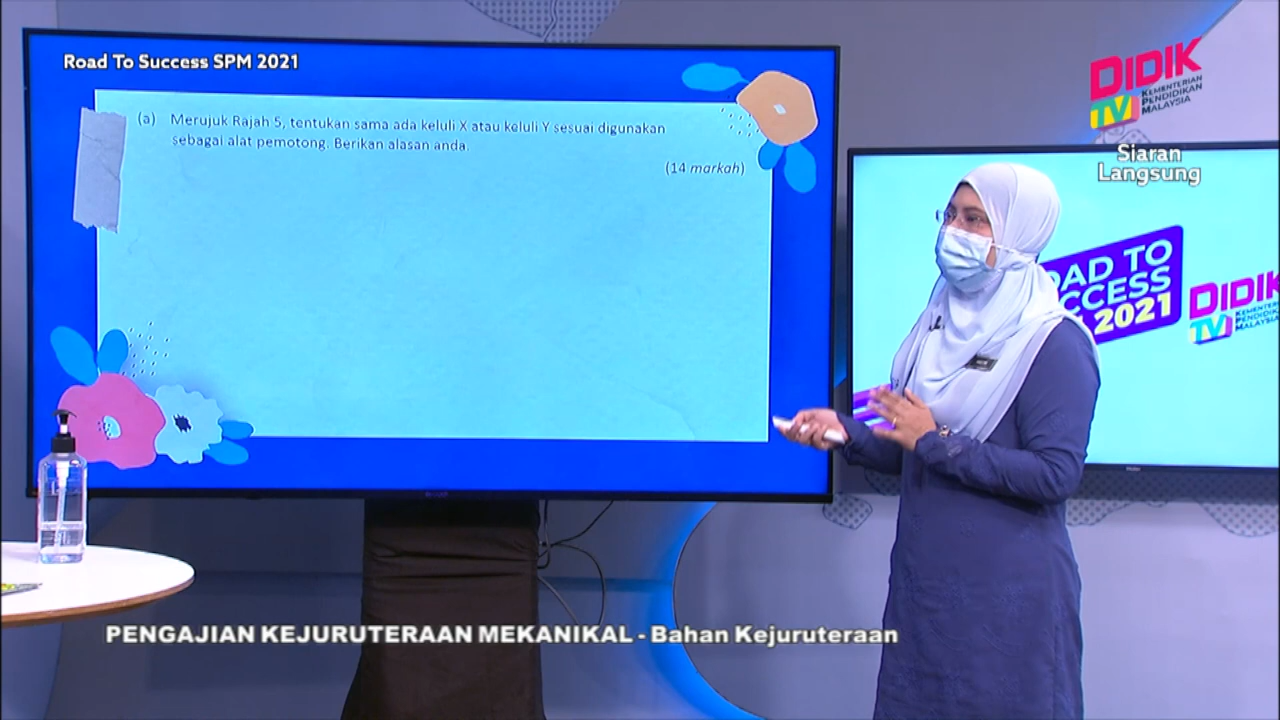 Road To Success SPM 2021
(a) Merujuk Rajah 5, tentukan sama ada keluli X atau keluli Y sesuai digunakan
sebagai alat pemotong. Berikan alasan anda.
(14 markah)
DIDIK
TV
KEMENTERIAN
PENDIDIKAN
MALAYSIA
Siaran
Langsung
OAD TO
CCESS
2021
DIDIK
TV
KEMENTERIAN
PENDIDIKAN
MALAYSIA
PENGAJIAN KEJURUTERAAN MEKANIKAL - Bahan Kejuruteraan